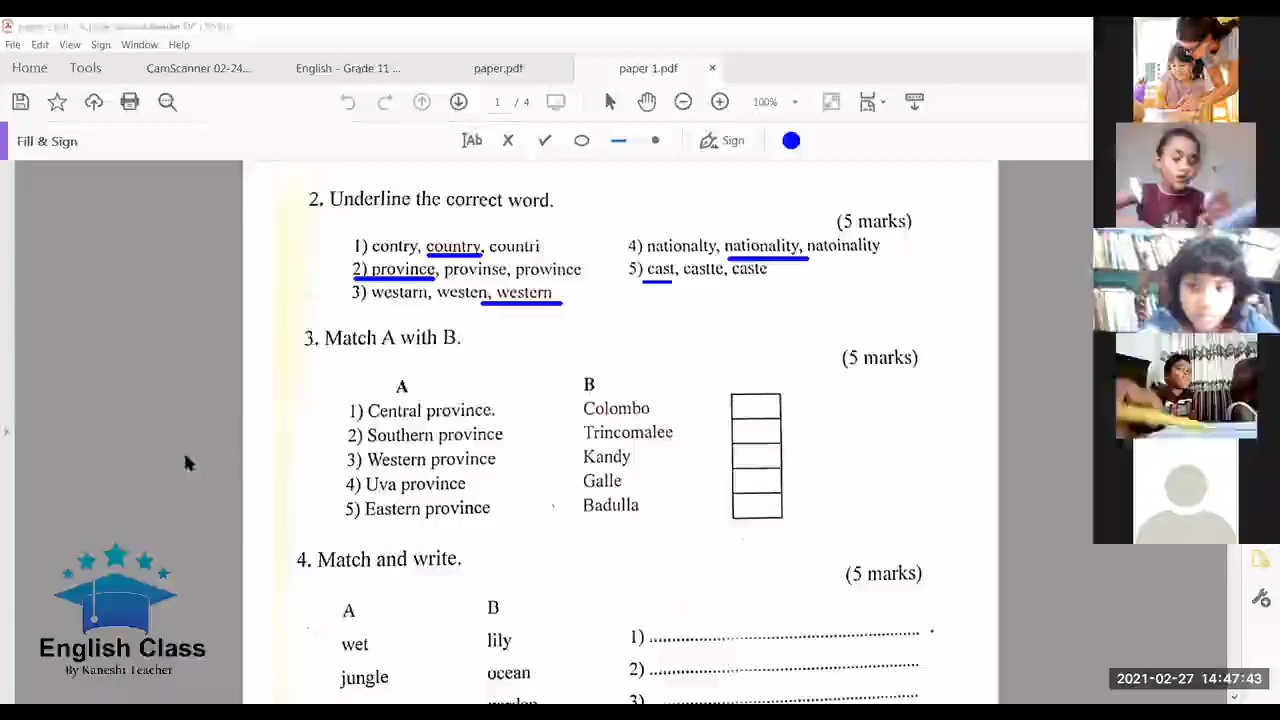 File Edit View Sign Window Help
Home Tools CamScanner 02-24... English - Grade 11 ... paper.pdf paper 1.pdf ×
1 / 4 100%
Fill & Sign
Ab Sign
2. Underline the correct word.
(5 marks)
1) contry, country, countri
2) province, provinse, prowince
3) westarn, westen, western
4) nationalty, nationality, natoinality
5) cast, castte, caste
3. Match A with B.
(5 marks)
A B
1) Central province. Colombo
2) Southern province Trincomalee
3) Western province Kandy
4) Uva province Galle
5) Eastern province Badulla
4. Match and write.
(5 marks)
A B
wet lily 1) ........................................
jungle ocean 2) ........................................
3) ........................................
English Class
By Kaneshi Teacher
2021-02-27 14:47:43